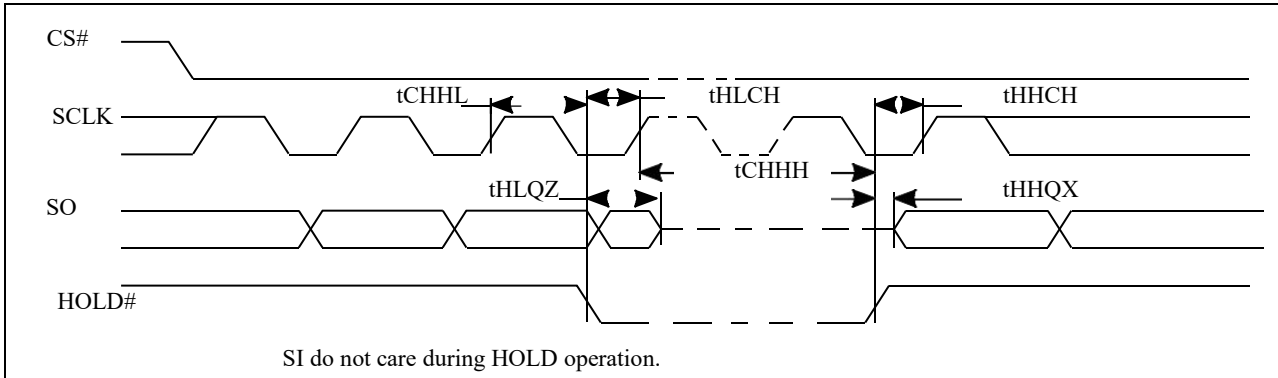 CS#
tCHHL
tHLCH
tHHCH
SCLK
tCHHH
tHLQZ
tHHQX
SO
HOLD#
SI do not care during HOLD operation.